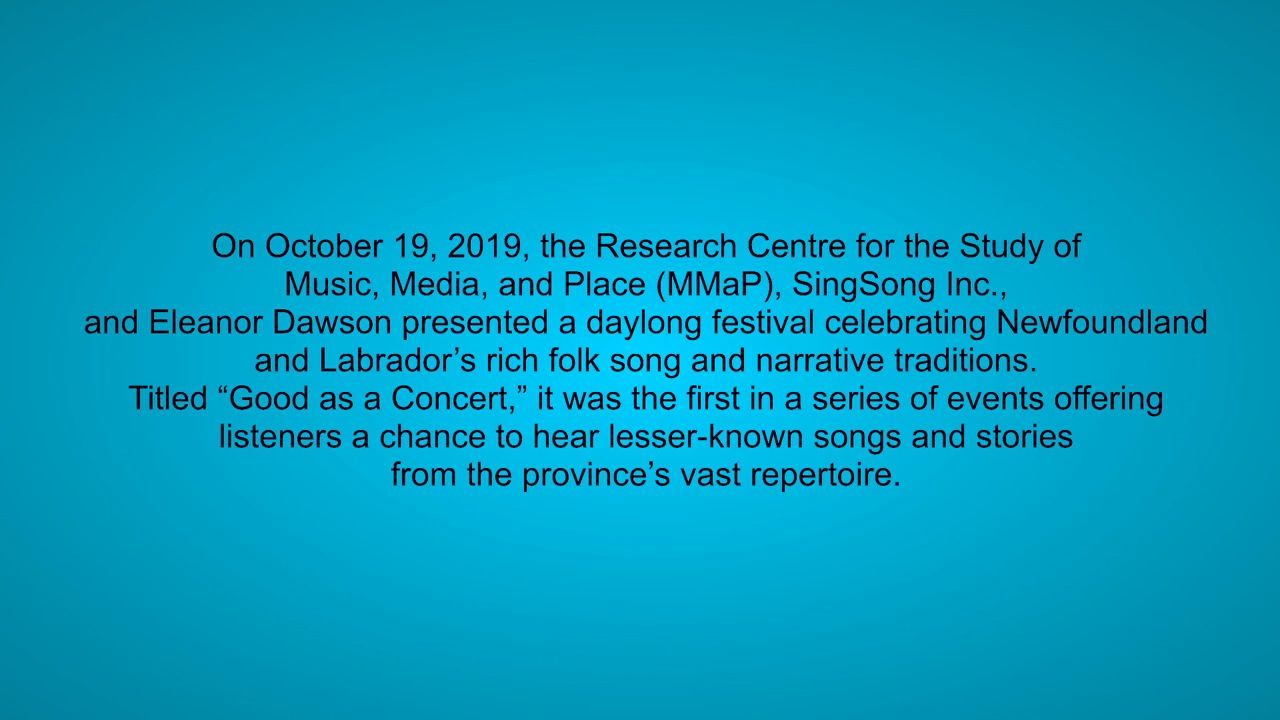 On October 19, 2019, the Research Centre for the Study of
Music, Media, and Place (MMaP), SingSong Inc.,
and Eleanor Dawson presented a daylong festival celebrating Newfoundland
and Labrador’s rich folk song and narrative traditions.
Titled “Good as a Concert,” it was the first in a series of events offering
listeners a chance to hear lesser-known songs and stories
from the province’s vast repertoire.